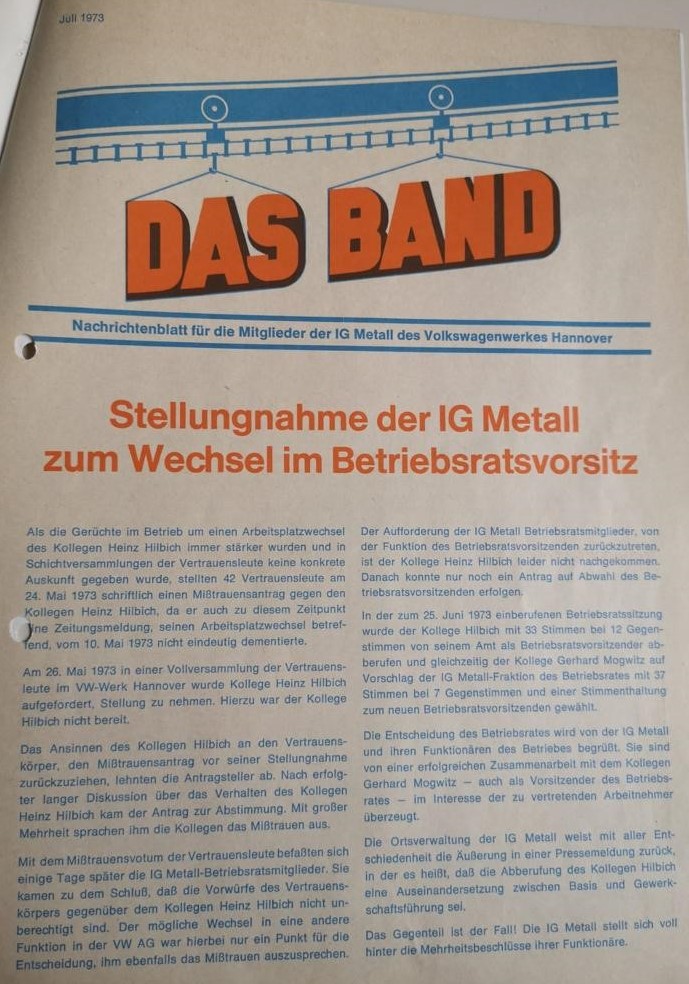 Juli 1973
DAS BAND
Nachrichtenblatt für die Mitglieder der IG Metall des Volkswagenwerkes Hannover
Stellungnahme der IG Metall
zum Wechsel im Betriebsratsvorsitz
Als die Gerüchte im Betrieb um einen Arbeitsplatzwechsel
des Kollegen Heinz Hilbich immer stärker wurden und in
Schichtversammlungen der Vertrauensleute keine konkrete
Auskunft gegeben wurde, stellten 42 Vertrauensleute am
24. Mai 1973 schriftlich einen Mißtrauensantrag gegen den
Kollegen Heinz Hilbich, da er auch zu diesem Zeitpunkt
ne Zeitungsmeldung, seinen Arbeitsplatzwechsel betref-
fend, vom 10. Mai 1973 nicht eindeutig dementierte.
Am 26. Mai 1973 in einer Vollversammlung der Vertrauens-
leute im VW-Werk Hannover wurde Kollege Heinz Hilbich
aufgefordert, Stellung zu nehmen. Hierzu war der Kollege
Hilbich nicht bereit.
Das Ansinnen des Kollegen Hilbich an den Vertrauens-
körper, den Mißtrauensantrag vor seiner Stellungnahme
zurückzuziehen, lehnten die Antragsteller ab. Nach erfolg-
ter langer Diskussion über das Verhalten des Kollegen
Heinz Hilbich kam der Antrag zur Abstimmung. Mit großer
Mehrheit sprachen ihm die Kollegen das Mißtrauen aus.
Mit dem Mißtrauensvotum der Vertrauensleute befaßten sich
einige Tage später die IG Metall-Betriebsratsmitglieder. Sie
kamen zu dem Schluß, daß die Vorwürfe des Vertrauens-
körpers gegenüber dem Kollegen Heinz Hilbich nicht un-
berechtigt sind. Der mögliche Wechsel in eine andere
Funktion in der VW AG war hierbei nur ein Punkt für die
Entscheidung, ihm ebenfalls das Mißtrauen auszusprechen.
Der Aufforderung der IG Metall Betriebsratsmitglieder, von
der Funktion des Betriebsratsvorsitzenden zurückzutreten,
ist der Kollege Heinz Hilbich leider nicht nachgekommen.
Danach konnte nur noch ein Antrag auf Abwahl des Be-
triebsratsvorsitzenden erfolgen.
In der zum 25. Juni 1973 einberufenen Betriebsratssitzung
wurde der Kollege Hilbich mit 33 Stimmen bei 12 Gegen-
stimmen von seinem Amt als Betriebsratsvorsitzender ab-
berufen und gleichzeitig der Kollege Gerhard Mogwitz auf
Vorschlag der IG Metall-Fraktion des Betriebsrates mit 37
Stimmen bei 7 Gegenstimmen und einer Stimmenthaltung
zum neuen Betriebsratsvorsitzenden gewählt.
Die Entscheidung des Betriebsrates wird von der IG Metall
und ihren Funktionären des Betriebes begrüßt. Sie sind
von einer erfolgreichen Zusammenarbeit mit dem Kollegen
Gerhard Mogwitz — auch als Vorsitzender des Betriebs-
rates — im Interesse der zu vertretenden Arbeitnehmer
überzeugt.
Die Ortsverwaltung der IG Metall weist mit aller Ent-
schiedenheit die Äußerung in einer Pressemeldung zurück,
in der es heißt, daß die Abberufung des Kollegen Hilbich
eine Auseinandersetzung zwischen Basis und Gewerk-
schaftsführung sei.
Das Gegenteil ist der Fall! Die IG Metall stellt sich voll
hinter die Mehrheitsbeschlüsse ihrer Funktionäre.